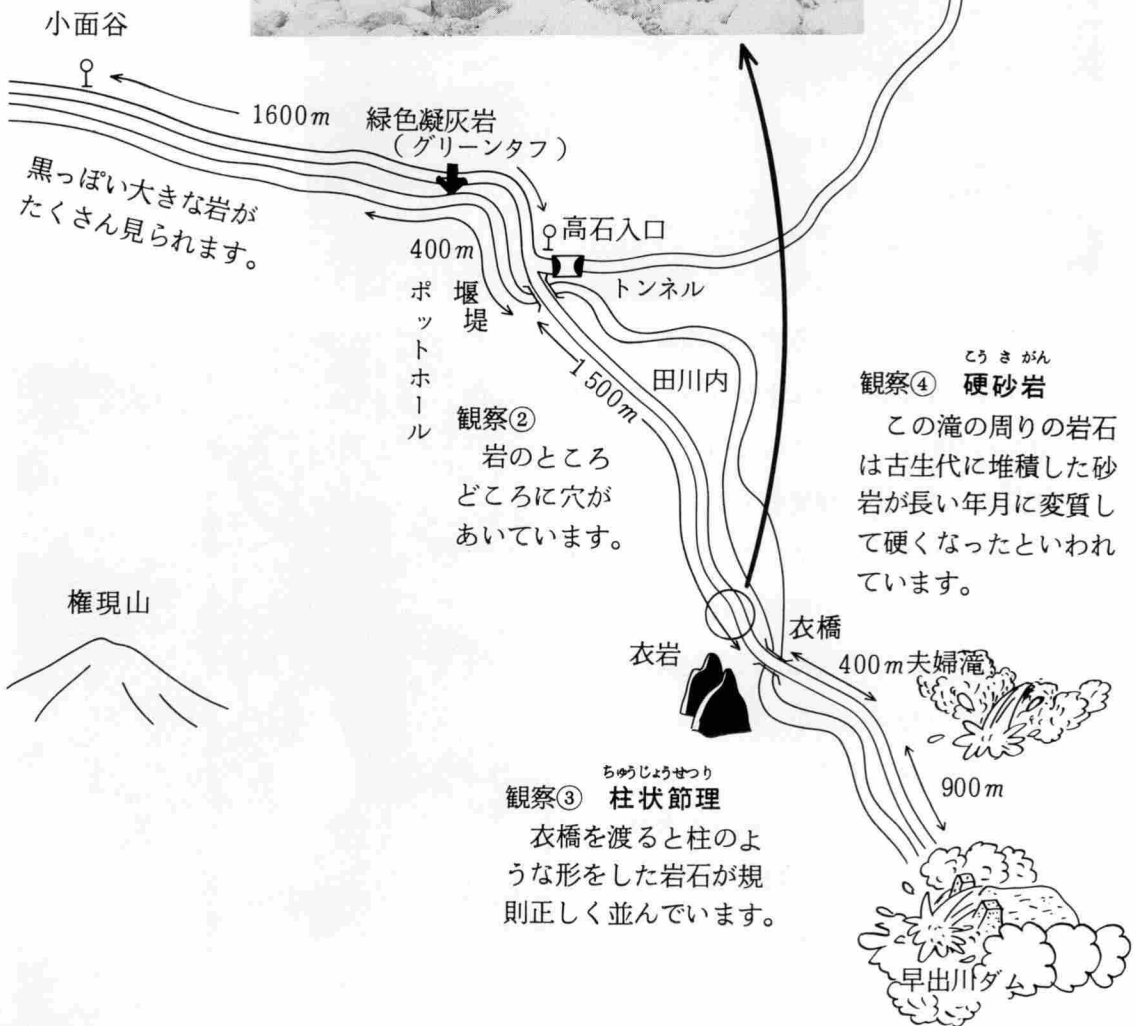 小面谷
1600m
緑色凝灰岩
(グリーンタフ)
黒っぽい大きな岩が
たくさん見られます。
高石入口
400m
トンネル
堰堤
ポットホール
1500m
田川内
観察②
岩のところ
どころに穴が
あいています。
こうさがん
観察④ 硬砂岩
この滝の周りの岩石
は古生代に堆積した砂
岩が長い年月に変質し
て硬くなったといわれ
ています。
権現山
衣橋
衣岩
400m
夫婦滝
900m
ちゅうじょうせつり
観察③ 柱状節理
衣橋を渡ると柱のよ
うな形をした岩石が規
則正しく並んでいます。
早出川ダム